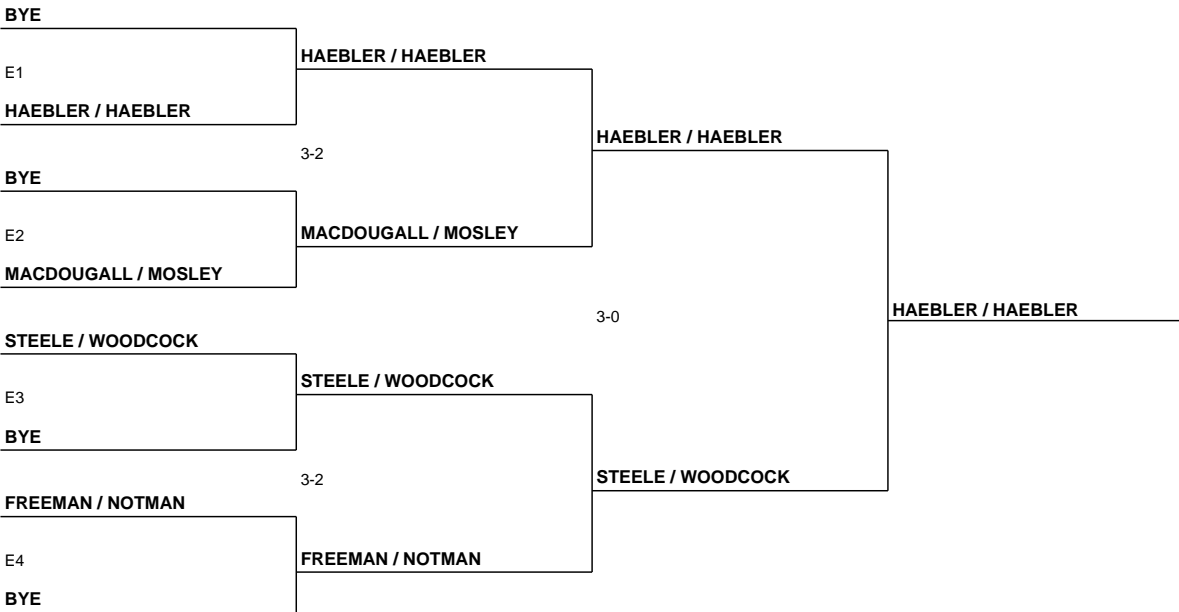 BYE
E1
HAEBLER / HAEBLER
BYE
E2
MACDOUGALL / MOSLEY
STEELE / WOODCOCK
E3
BYE
FREEMAN / NOTMAN
E4
BYE
HAEBLER / HAEBLER
3-2
MACDOUGALL / MOSLEY
STEELE / WOODCOCK
3-2
FREEMAN / NOTMAN
HAEBLER / HAEBLER
3-0
STEELE / WOODCOCK
HAEBLER / HAEBLER